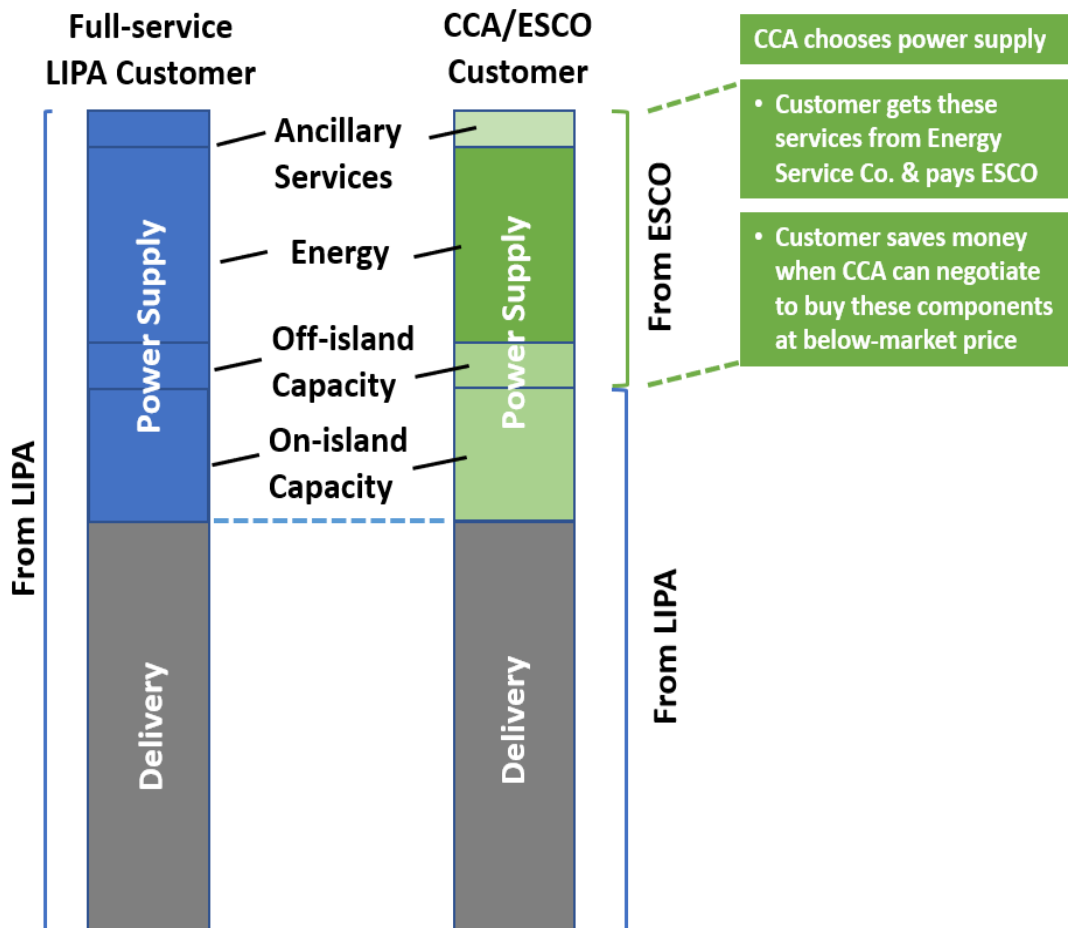 Full-service
LIPA Customer
CCA/ESCO
Customer
CCA chooses power supply
• Customer gets these
services from Energy
Service Co. & pays ESCO
• Customer saves money
when CCA can negotiate
to buy these components
at below-market price
Ancillary
Services
Energy
Off-island
Capacity
On-island
Capacity
Power Supply
Power Supply
Delivery
Delivery
From LIPA
From ESCO
From LIPA